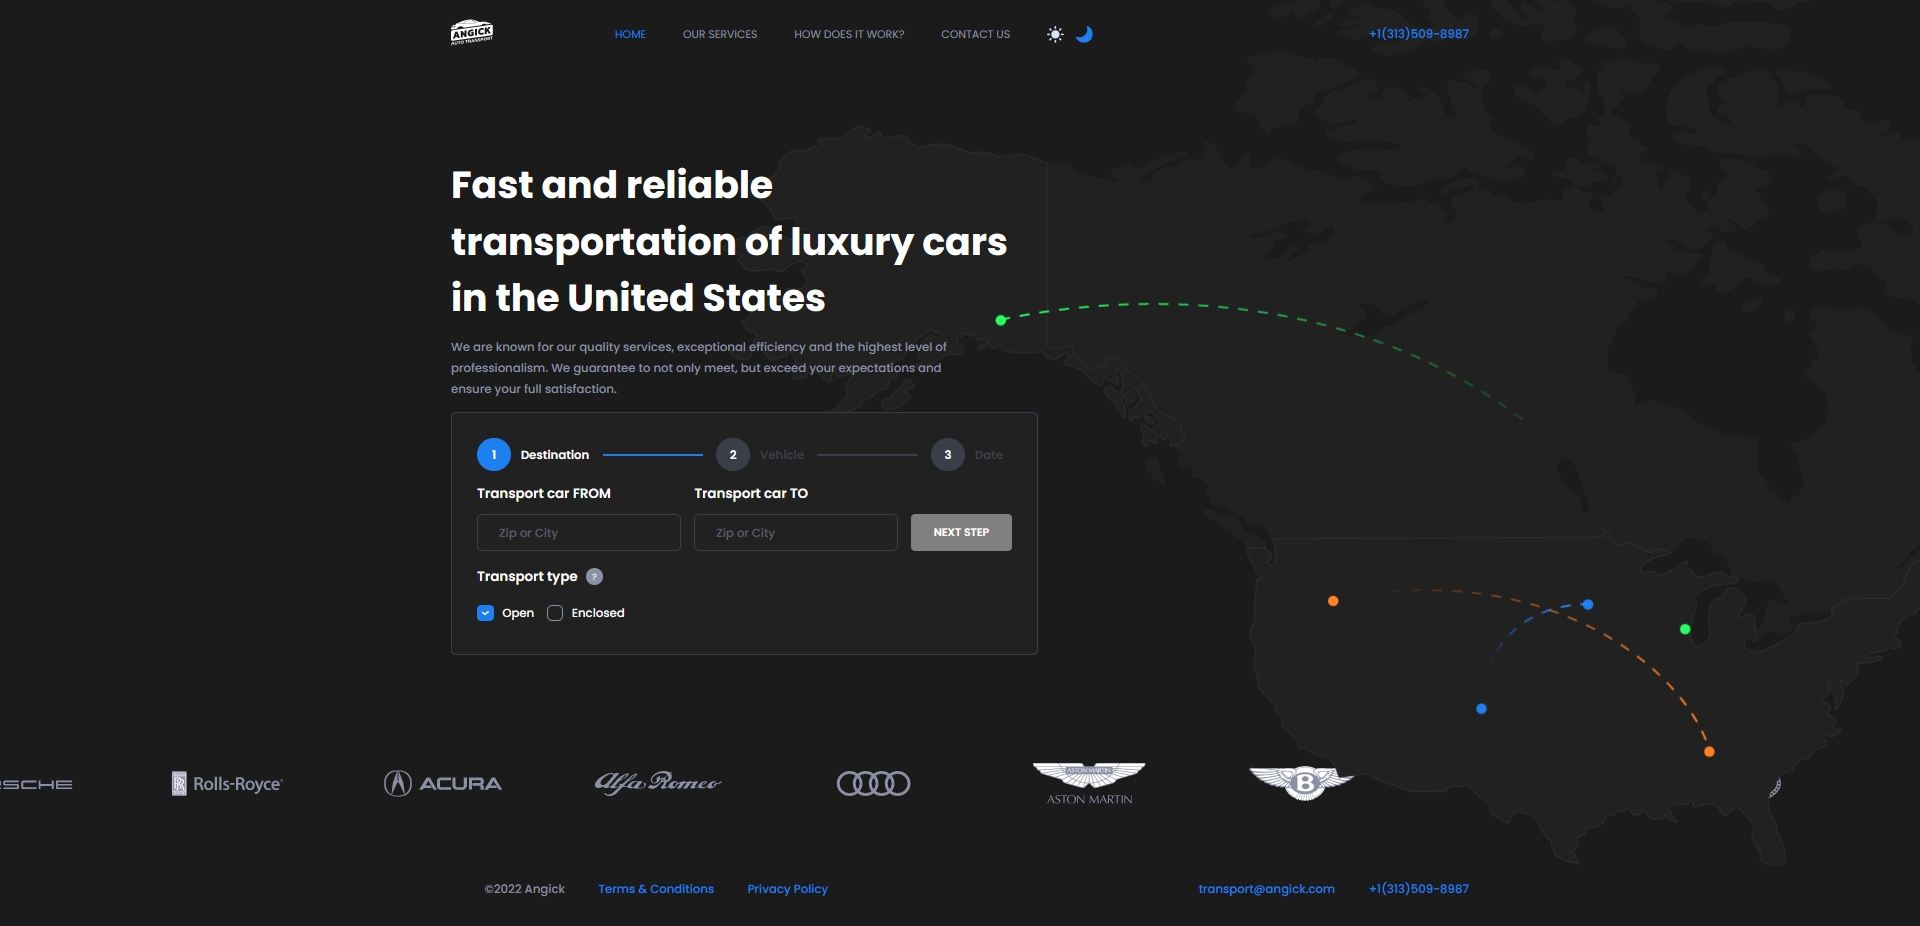 ANGICK
AUTO TRANSPORT
HOME
OUR SERVICES
HOW DOES IT WORK?
CONTACT US
+1(313)509-8987
Fast and reliable
transportation of luxury cars
in the United States
We are known for our quality services, exceptional efficiency and the highest level of
professionalism. We guarantee to not only meet, but exceed your expectations and
ensure your full satisfaction.
1 Destination
2 Vehicle
3 Date
Transport car FROM
Transport car TO
Zip or City
Zip or City
NEXT STEP
Transport type ?
Open
Enclosed
SCHE
Rolls-Royce
ACURA
Alfa Romeo
ASTON MARTIN
ASTON MARTIN
B
©2022 Angick
Terms & Conditions
Privacy Policy
transport@angick.com
+1(313)509-8987